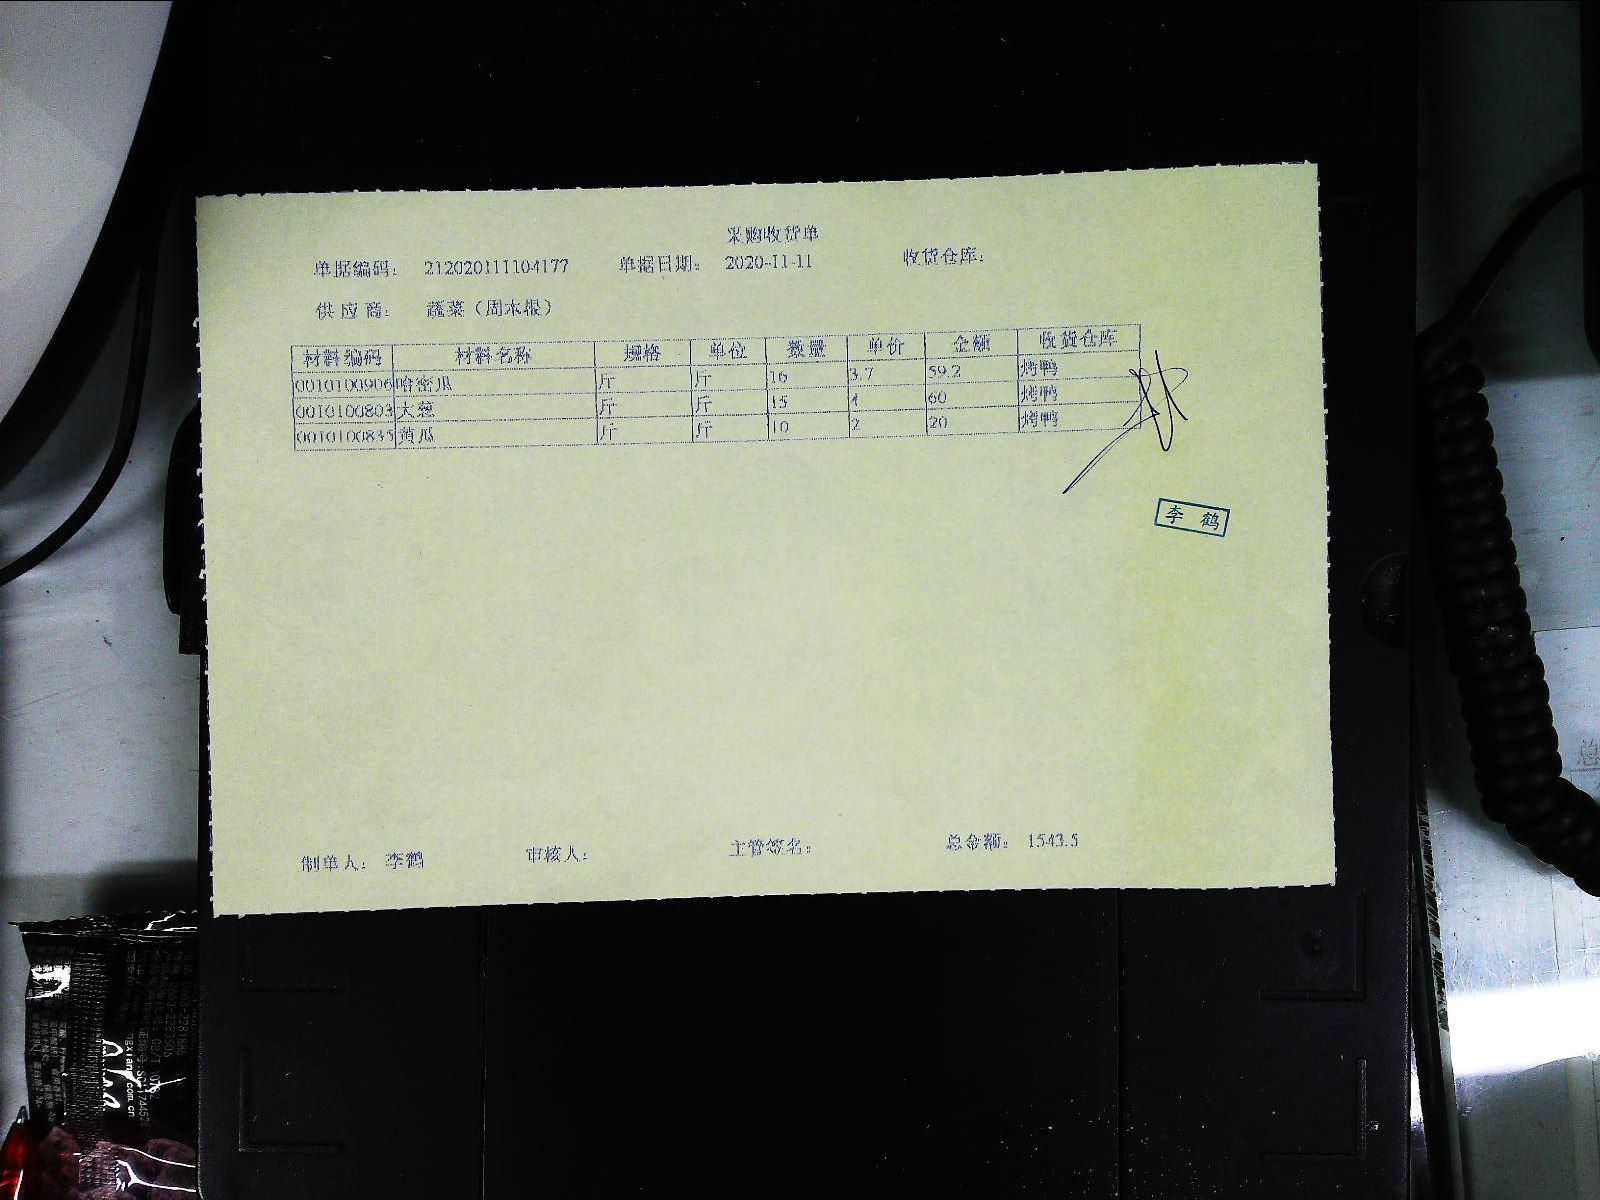 采购收货单
单据编码： 212020111104177 单据日期： 2020-11-11 收货仓库：
供应商： 蔬菜（周本根）
材料编码 材料名称 规格 单位 数量 单价 金额 收货仓库
0010100906 哈密瓜 斤 斤 16 3.7 59.2 烤鸭
0010100803 大葱 斤 斤 15 4 60 烤鸭
0010100835 黄瓜 斤 斤 10 2 20 烤鸭
李鹤
制单人： 李鹤 审核人： 主管签名： 总金额： 1543.5